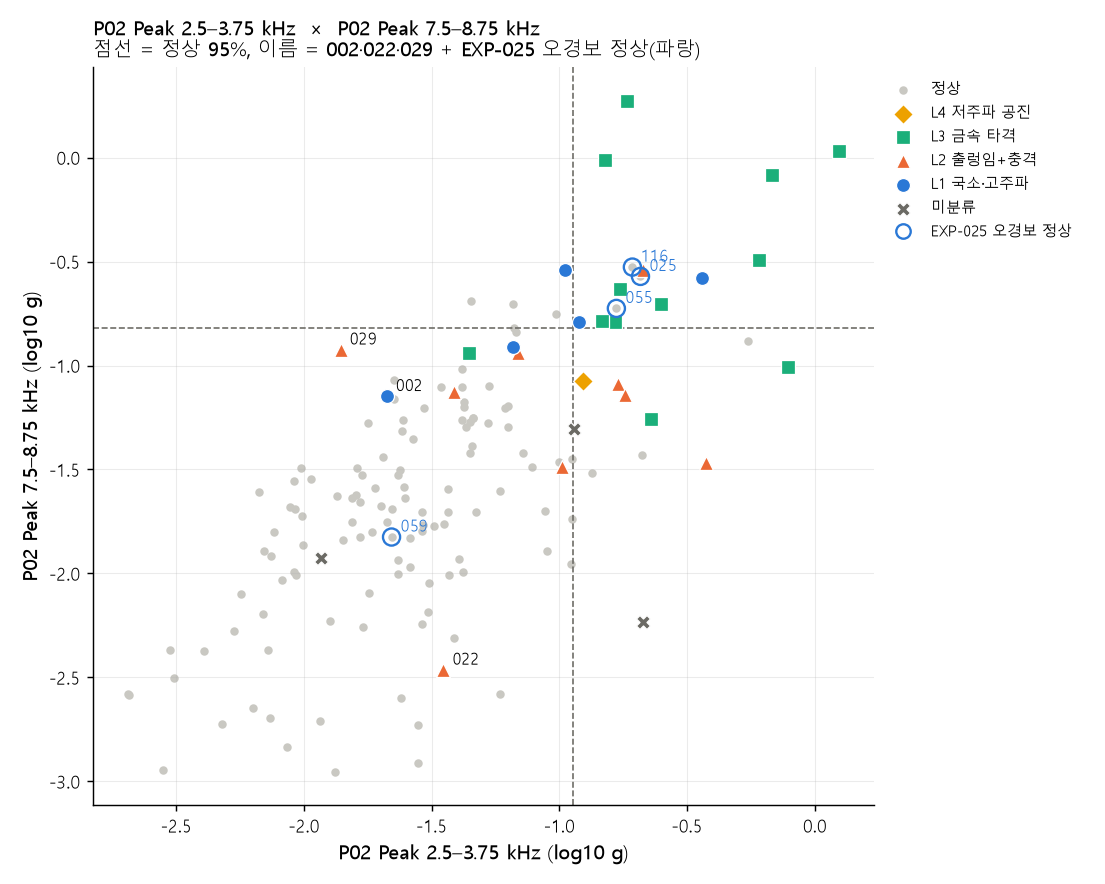 P02 Peak 2.5–3.75 kHz × P02 Peak 7.5–8.75 kHz
점선 = 정상 95%, 이름 = 002·022·029 + EXP-025 오경보 정상(파랑)
정상
L4 저주파 공진
L3 금속 타격
L2 출렁임+충격
L1 국소·고주파
미분류
EXP-025 오경보 정상
P02 Peak 7.5–8.75 kHz (log10 g)
0.0
-0.5
-1.0
-1.5
-2.0
-2.5
-3.0
116
025
055
029
002
059
022
-2.5
-2.0
-1.5
-1.0
-0.5
0.0
P02 Peak 2.5–3.75 kHz (log10 g)